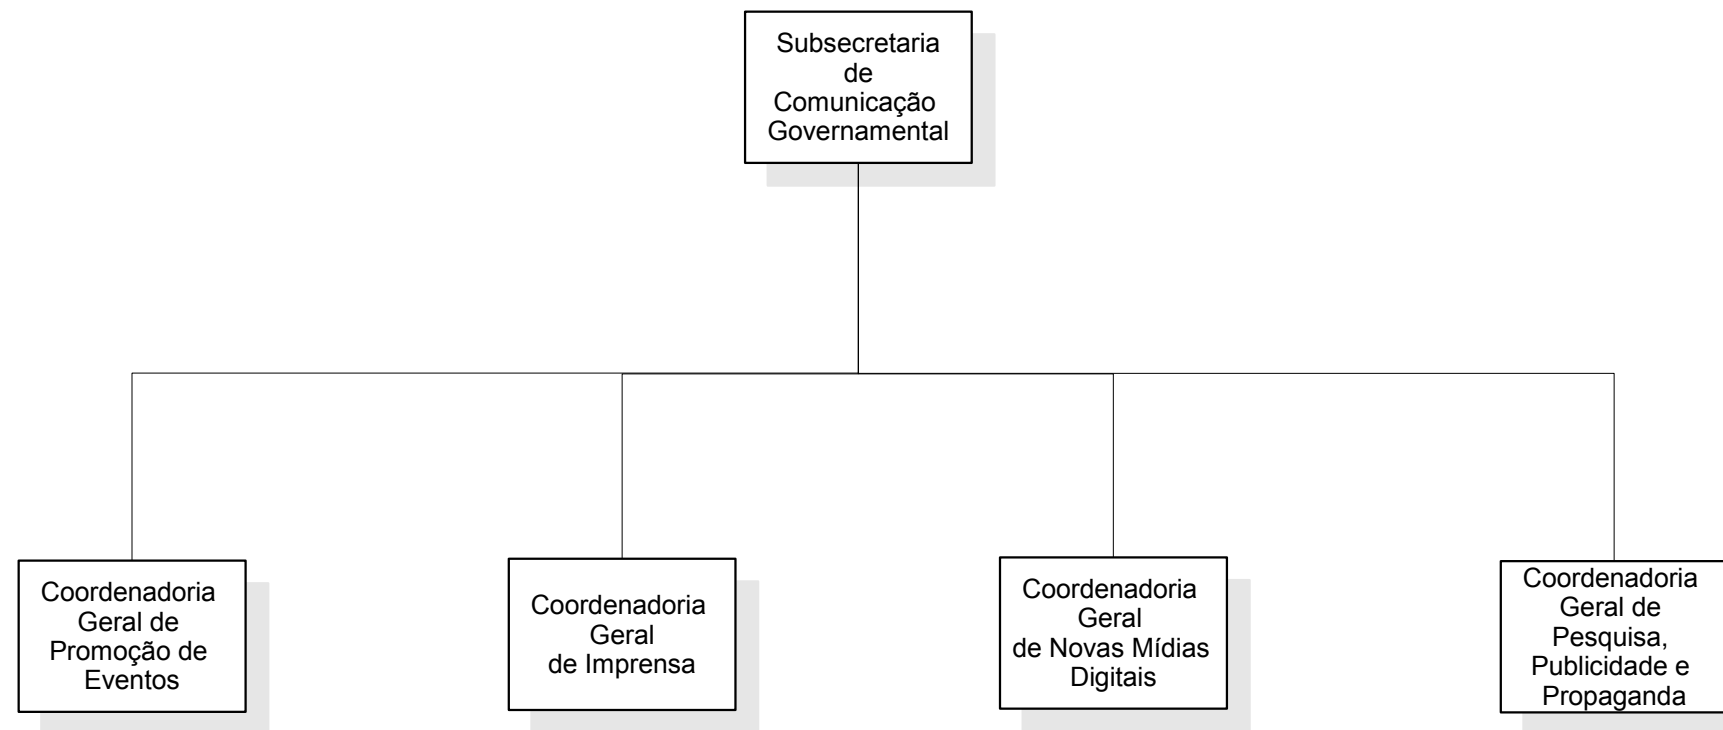 Subsecretaria
de
Comunicação
Governamental
Coordenadoria
Geral de
Promoção de
Eventos
Coordenadoria
Geral
de Imprensa
Coordenadoria
Geral
de Novas Mídias
Digitais
Coordenadoria
Geral de
Pesquisa,
Publicidade e
Propaganda